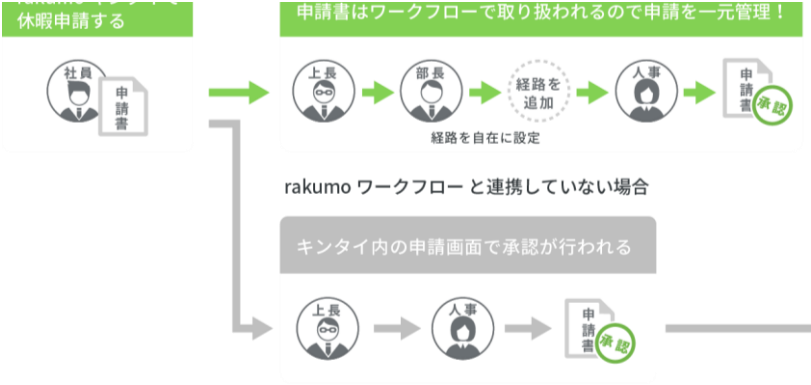 休暇申請する
申請書はワークフローで取り扱われるので申請を一元管理！
社員
申請書
上長
部長
経路を
追加
人事
申請書
承認
経路を自在に設定
rakumo ワークフロー と連携していない場合
キンタイ内の申請画面で承認が行われる
上長
人事
申請書
承認